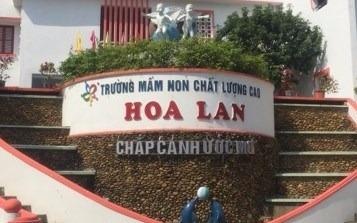 TRƯỜNG MẦM NON CHẤT LƯỢNG CAO
HOA LAN
CHẮP CÁNH ƯỚC MƠ